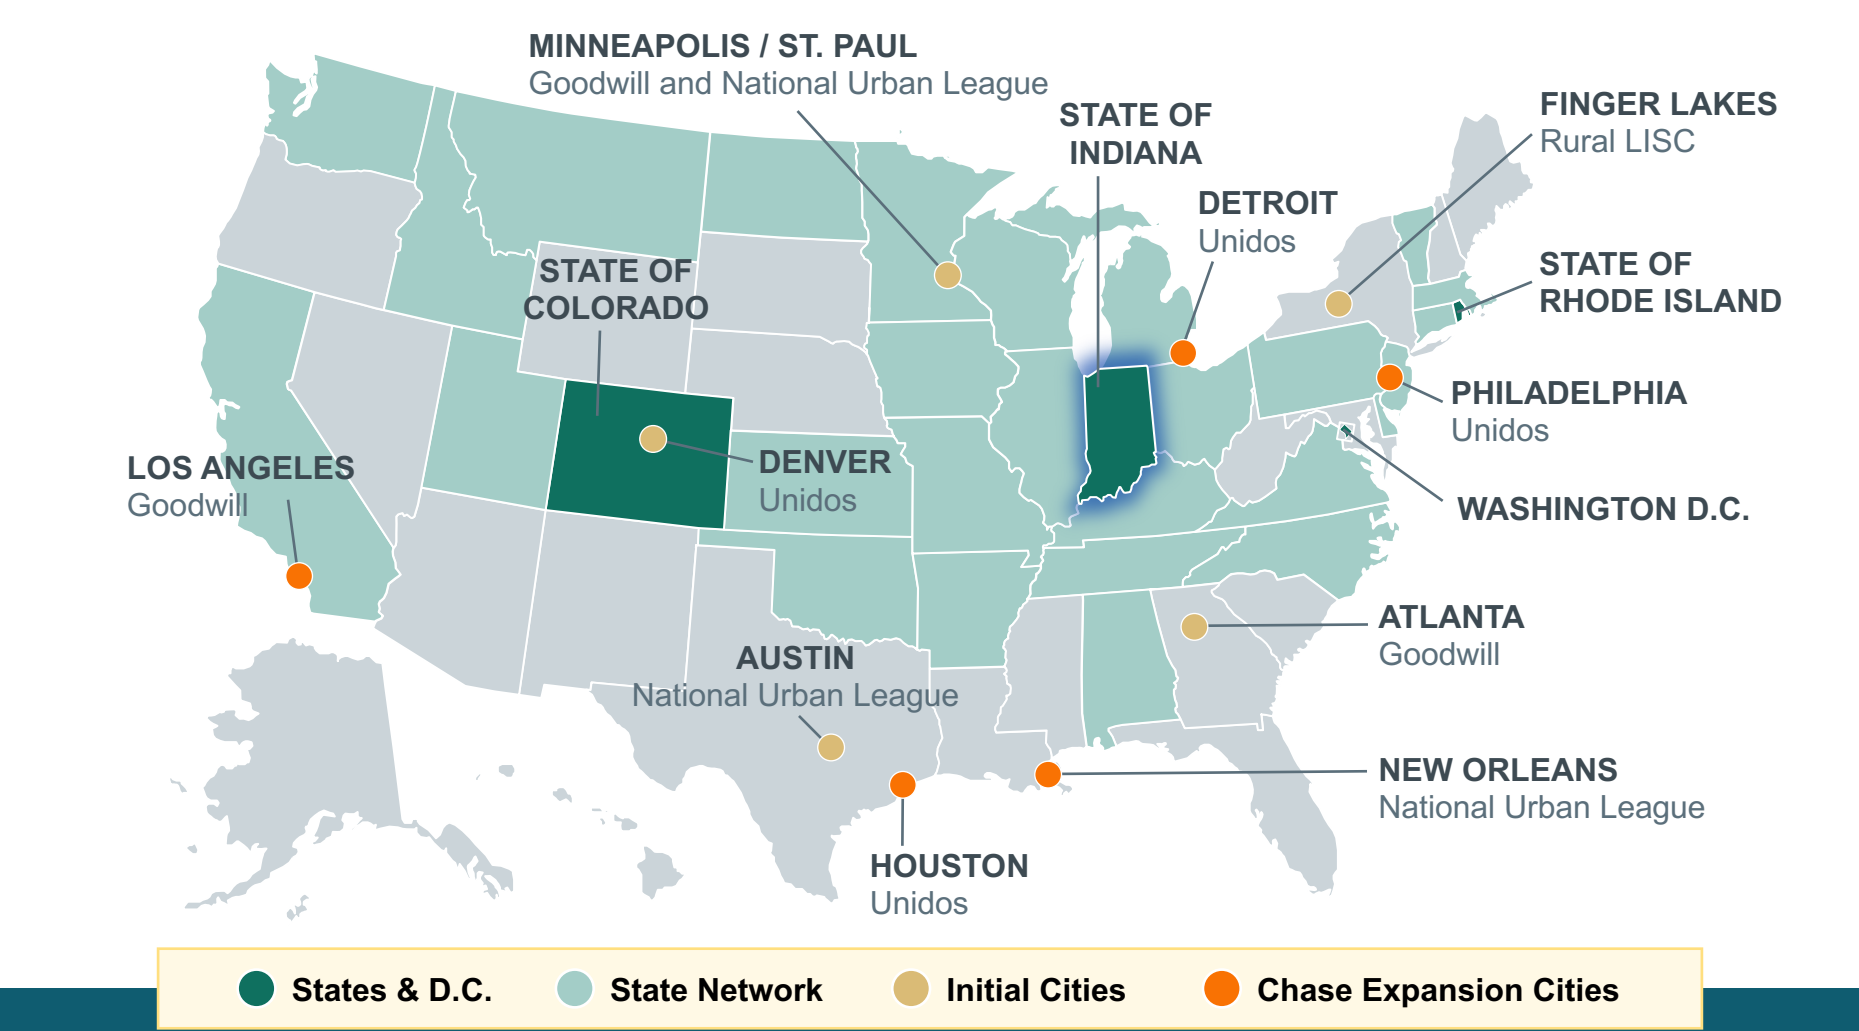 MINNEAPOLIS / ST. PAUL
Goodwill and National Urban League
STATE OF
INDIANA
FINGER LAKES
Rural LISC
DETROIT
Unidos
STATE OF
RHODE ISLAND
STATE OF
COLORADO
PHILADELPHIA
Unidos
LOS ANGELES
Goodwill
DENVER
Unidos
WASHINGTON D.C.
ATLANTA
Goodwill
AUSTIN
National Urban League
NEW ORLEANS
National Urban League
HOUSTON
Unidos
States & D.C.
State Network
Initial Cities
Chase Expansion Cities